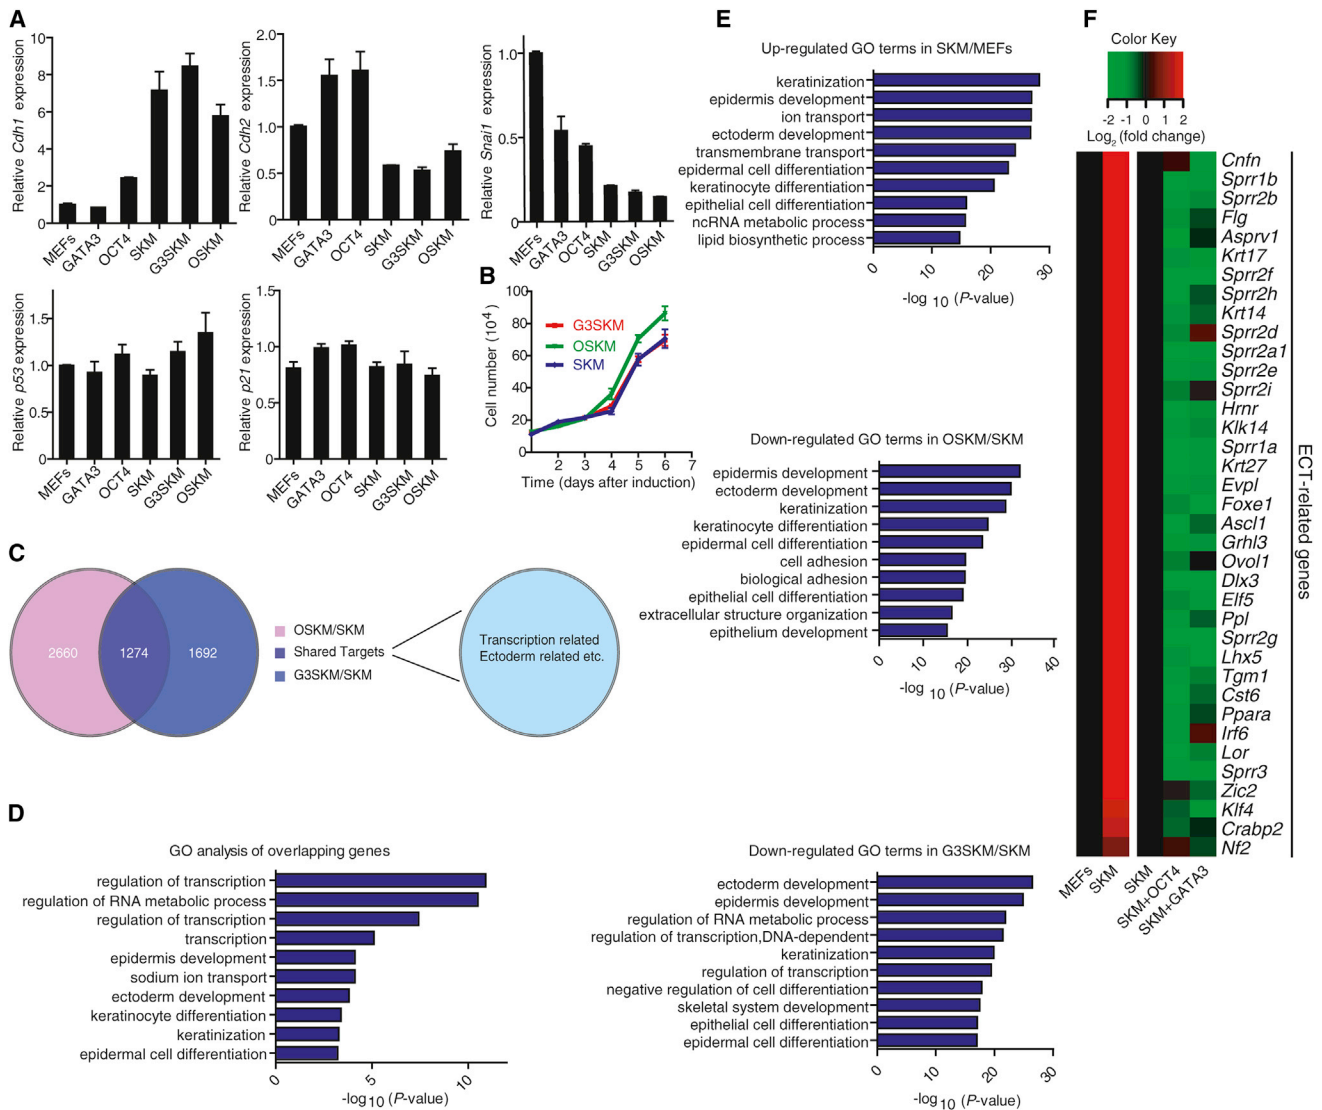 A
Relative Cdh1 expression
10
8
6
4
2
0
MEFs
GATA3
OCT4
SKM
G3SKM
OSKM
Relative Cdh2 expression
2.0
1.5
1.0
0.5
0
MEFs
GATA3
OCT4
SKM
G3SKM
OSKM
Relative Snai1 expression
1.0
0.5
0
MEFs
GATA3
OCT4
SKM
G3SKM
OSKM
Relative p53 expression
1.5
1.0
0.5
0
MEFs
GATA3
OCT4
SKM
G3SKM
OSKM
Relative p21 expression
1.5
1.0
0.5
0
MEFs
GATA3
OCT4
SKM
G3SKM
OSKM
B
Cell number (10⁴)
100
80
60
40
20
0
G3SKM
OSKM
SKM
2 3 4 5 6 7
Time (days after induction)
C
2660
1274
1692
OSKM/SKM
Shared Targets
G3SKM/SKM
Transcription related
Ectoderm related etc.
D
GO analysis of overlapping genes
regulation of transcription
regulation of RNA metabolic process
regulation of transcription
transcription
epidermis development
sodium ion transport
ectoderm development
keratinocyte differentiation
keratinization
epidermal cell differentiation
0 5 10
-log₁₀ (P-value)
E
Up-regulated GO terms in SKM/MEFs
keratinization
epidermis development
ion transport
ectoderm development
transmembrane transport
epidermal cell differentiation
keratinocyte differentiation
epithelial cell differentiation
ncRNA metabolic process
lipid biosynthetic process
0 10 20 30
-log ₁₀ (P-value)
Down-regulated GO terms in OSKM/SKM
epidermis development
ectoderm development
keratinization
keratinocyte differentiation
epidermal cell differentiation
cell adhesion
biological adhesion
epithelial cell differentiation
extracellular structure organization
epithelium development
0 10 20 30 40
-log ₁₀ (P-value)
Down-regulated GO terms in G3SKM/SKM
ectoderm development
epidermis development
regulation of RNA metabolic process
regulation of transcription,DNA-dependent
keratinization
regulation of transcription
negative regulation of cell differentiation
skeletal system development
epithelial cell differentiation
epidermal cell differentiation
0 10 20 30
-log ₁₀ (P-value)
F
Color Key
-2 -1 0 1 2
Log₂ (fold change)
Cnfn
Sprr1b
Sprr2b
Flg
Asprv1
Krt17
Sprr2f
Sprr2h
Krt14
Sprr2d
Sprr2a1
Sprr2e
Sprr2i
Hrnr
Klk14
Sprr1a
Krt27
Evpl
Foxe1
Ascl1
Grhl3
Ovol1
Dlx3
Elf5
Ppl
Sprr2g
Lhx5
Tgm1
Cst6
Ppara
Irf6
Lor
Sprr3
Zic2
Klf4
Crabp2
Nf2
ECT-related genes
MEFs
SKM
SKM
SKM+OCT4
SKM+GATA3